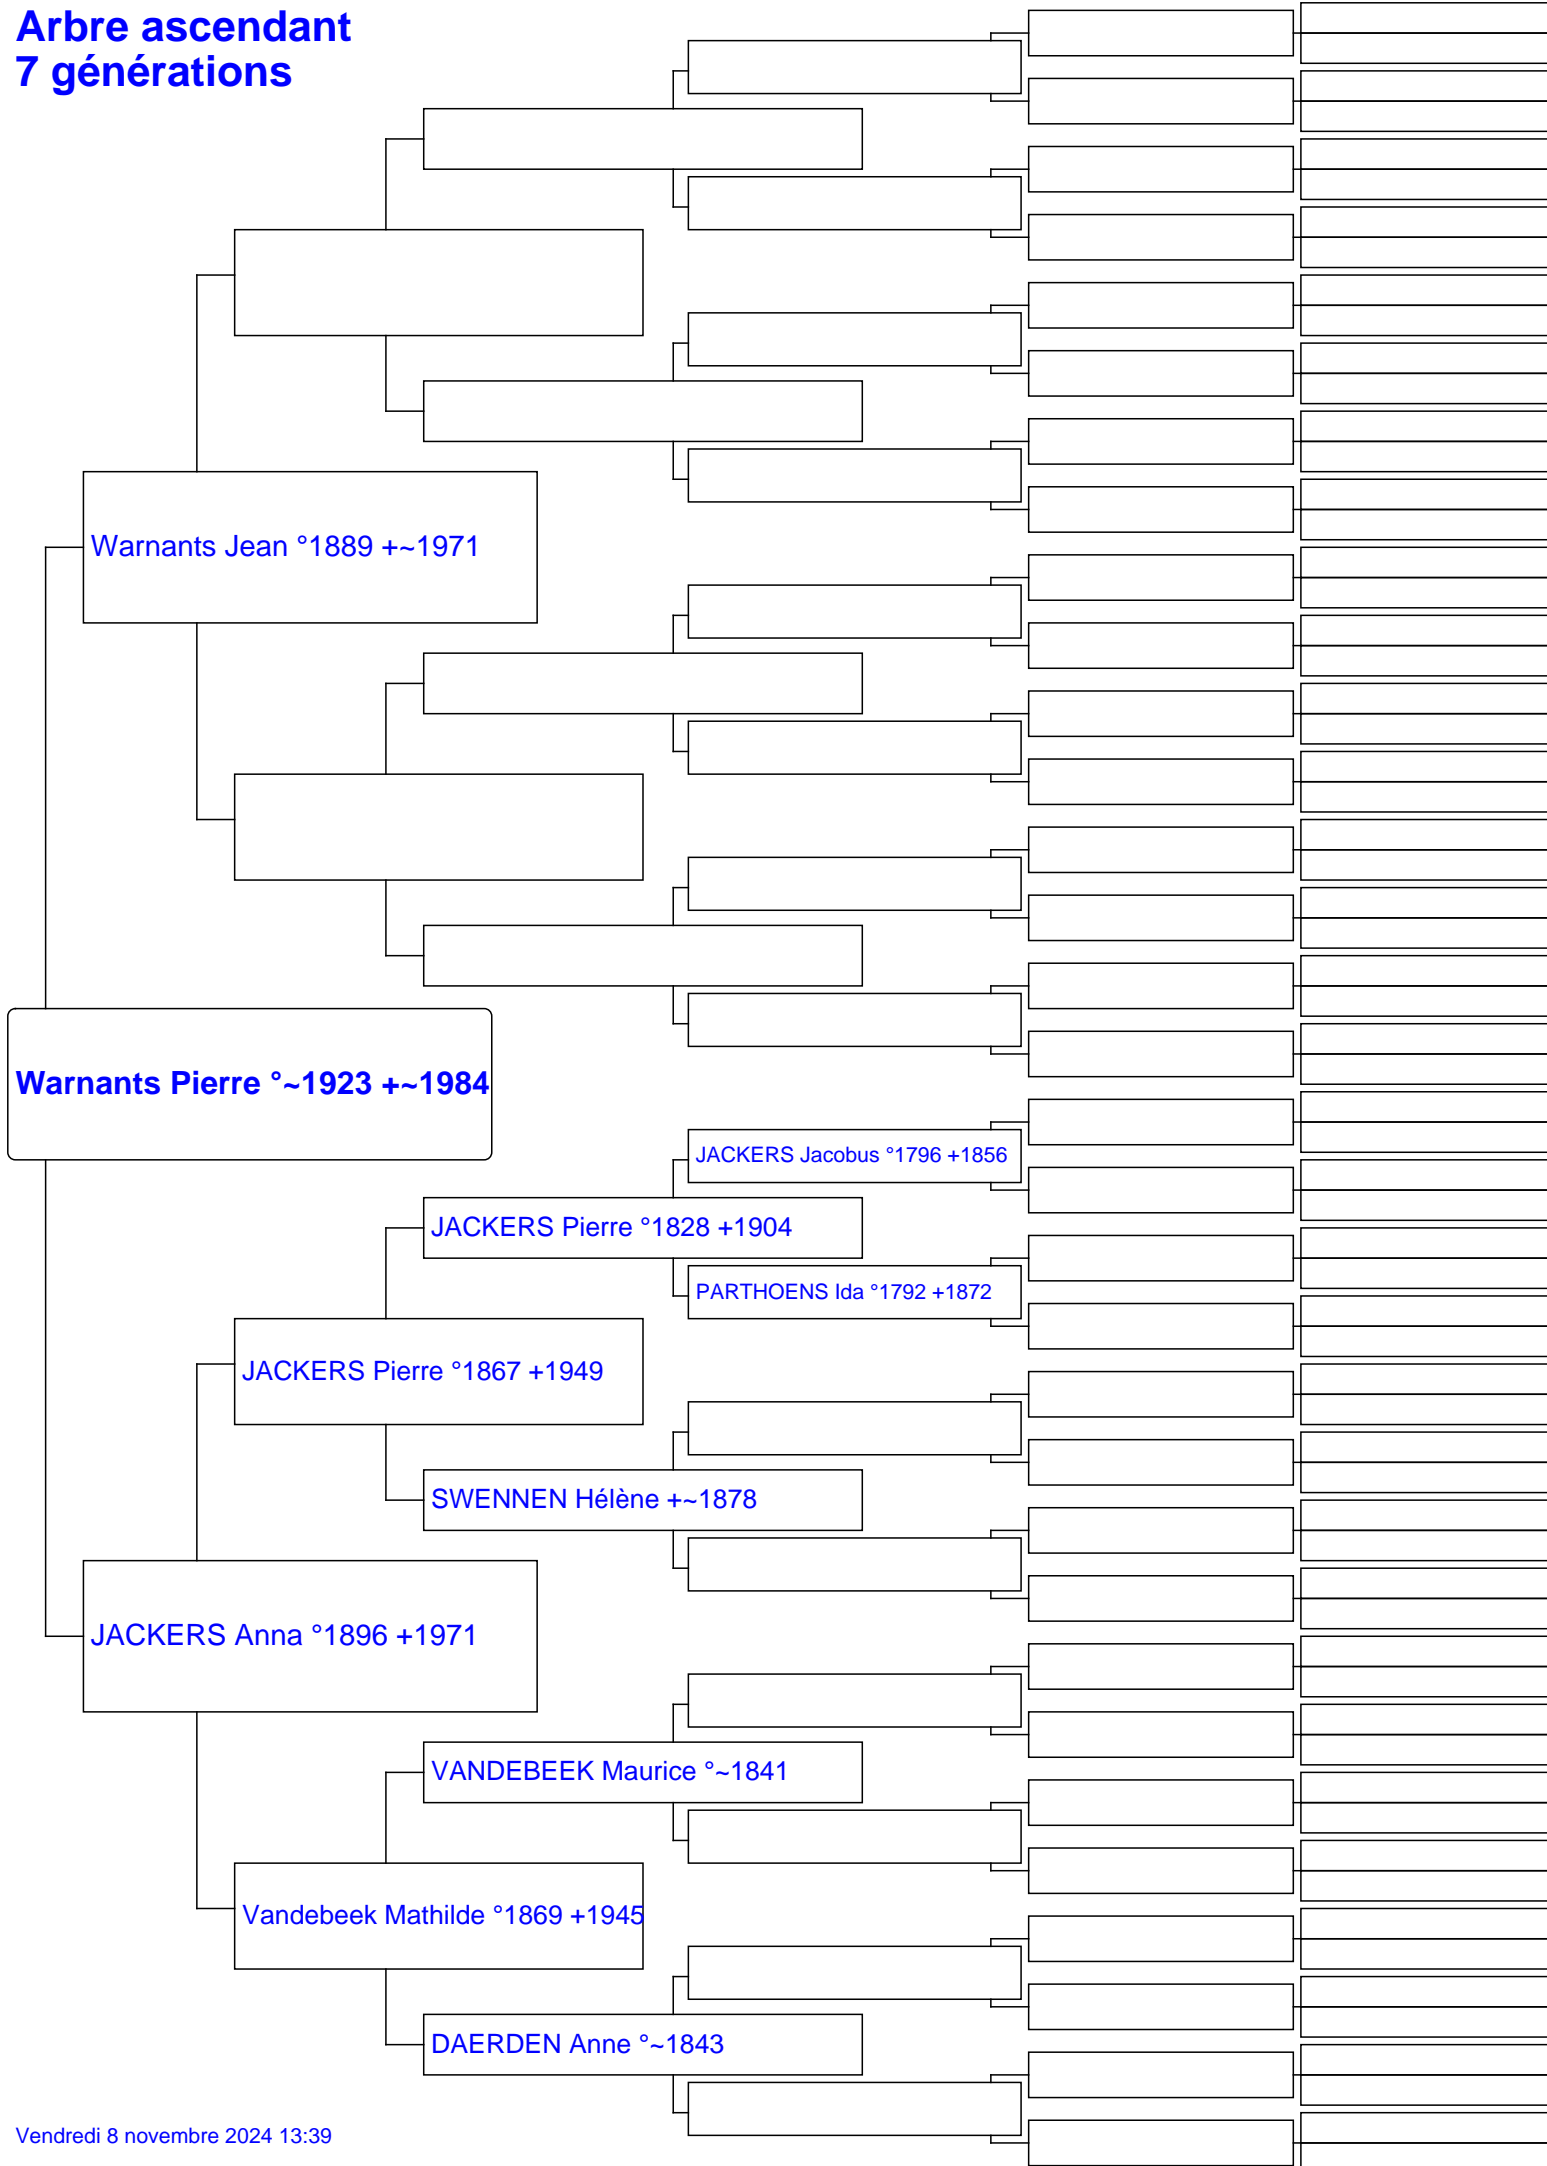 Arbre ascendant
7 générations
Warnants Jean °1889 +~1971
Warnants Pierre °~1923 +~1984
JACKERS Jacobus °1796 +1856
JACKERS Pierre °1828 +1904
PARTHOENS Ida °1792 +1872
JACKERS Pierre °1867 +1949
SWENNEN Hélène +~1878
JACKERS Anna °1896 +1971
VANDEBEEK Maurice °~1841
Vandebeek Mathilde °1869 +1945
DAERDEN Anne °~1843
Vendredi 8 novembre 2024 13:39